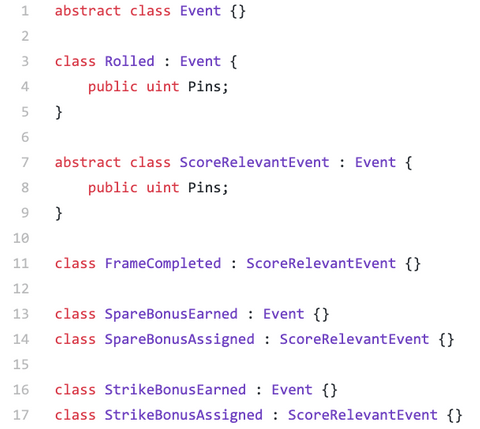 1 abstract class Event {}
2
3 class Rolled : Event {
4     public uint Pins;
5 }
6
7 abstract class ScoreRelevantEvent : Event {
8     public uint Pins;
9 }
10
11 class FrameCompleted : ScoreRelevantEvent {}
12
13 class SpareBonusEarned : Event {}
14 class SpareBonusAssigned : ScoreRelevantEvent {}
15
16 class StrikeBonusEarned : Event {}
17 class StrikeBonusAssigned : ScoreRelevantEvent {}